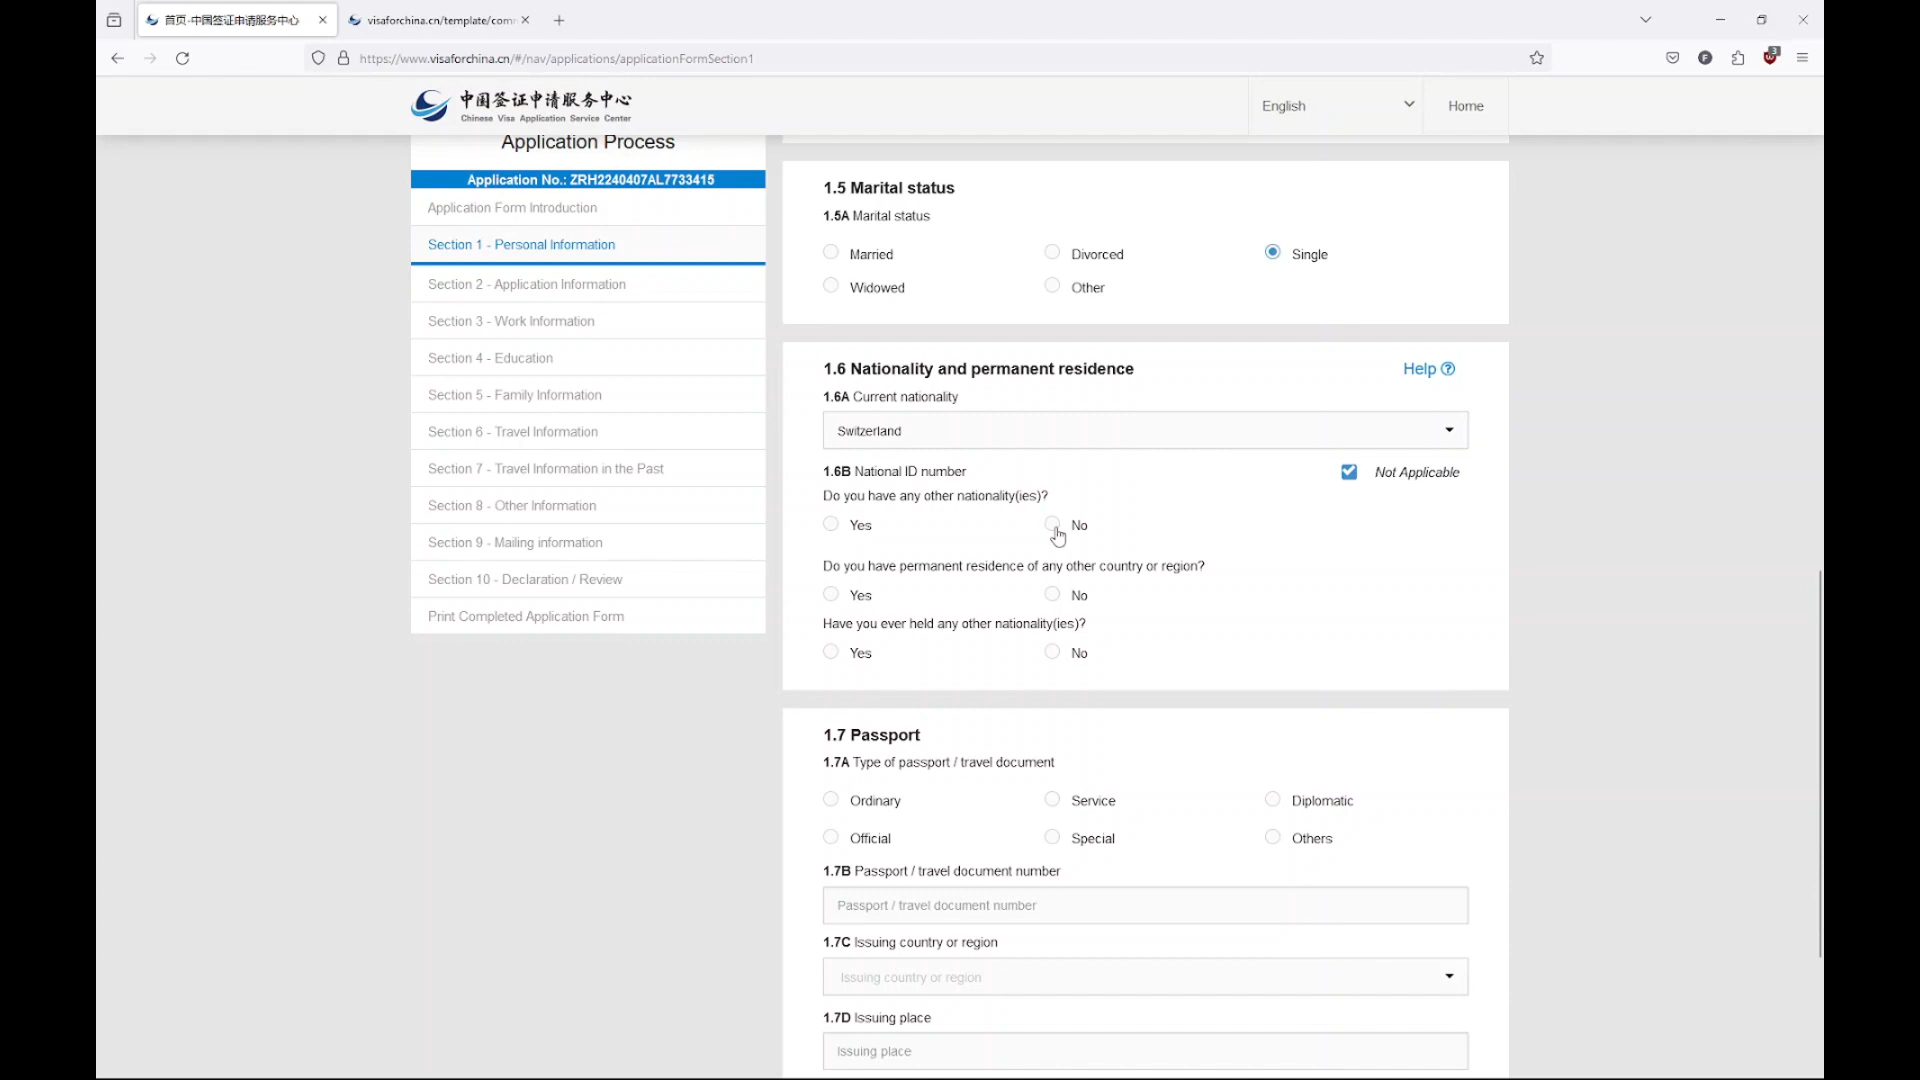 首页-中国签证申请服务中心
visaforchina.cn/template/comm
https://www.visaforchina.cn/#/nav/applications/applicationFormSection1
3
中国签证申请服务中心
Chinese Visa Application Service Center
English
Home
Application Process
Application No.: ZRH2240407AL7733415
Application Form Introduction
Section 1 - Personal Information
Section 2 - Application Information
Section 3 - Work Information
Section 4 - Education
Section 5 - Family Information
Section 6 - Travel Information
Section 7 - Travel Information in the Past
Section 8 - Other Information
Section 9 - Mailing information
Section 10 - Declaration / Review
Print Completed Application Form
1.5 Marital status
1.5A Marital status
Married Divorced Single
Widowed Other
1.6 Nationality and permanent residence Help
1.6A Current nationality
Switzerland
1.6B National ID number Not Applicable
Do you have any other nationality(ies)?
Yes No
Do you have permanent residence of any other country or region?
Yes No
Have you ever held any other nationality(ies)?
Yes No
1.7 Passport
1.7A Type of passport / travel document
Ordinary Service Diplomatic
Official Special Others
1.7B Passport / travel document number
Passport / travel document number
1.7C Issuing country or region
Issuing country or region
1.7D Issuing place
Issuing place